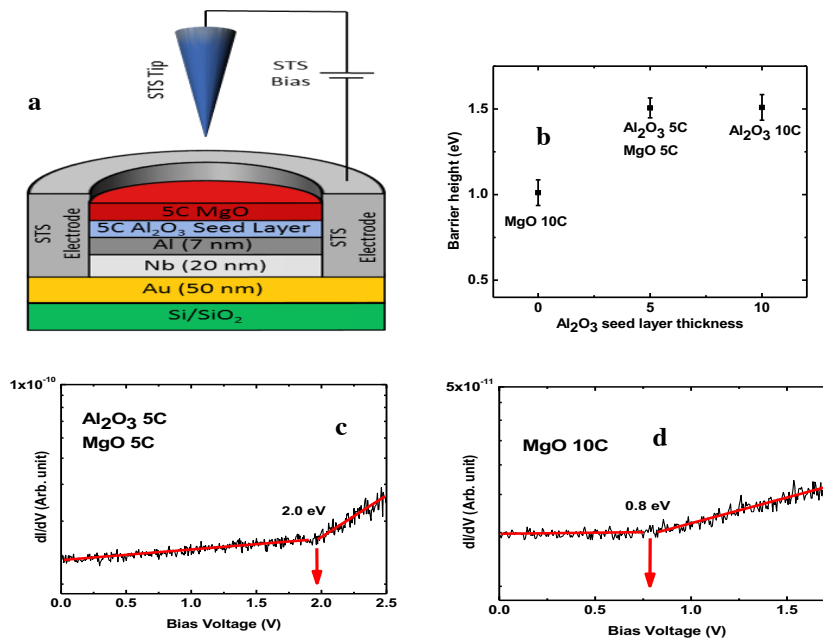 a
STS Tip
STS
Bias
5C MgO
5C Al₂O₃ Seed Layer
Al (7 nm)
Nb (20 nm)
Au (50 nm)
Si/SiO₂
STS
Electrode
STS
Electrode
b
Barrier height (eV)
1.5
1.0
0.5
Al₂O₃ 5C
MgO 5C
Al₂O₃ 10C
MgO 10C
0 5 10
Al₂O₃ seed layer thickness
1x10⁻¹⁰
Al₂O₃ 5C
MgO 5C
c
dI/dV (Arb. unit)
2.0 eV
0.0 0.5 1.0 1.5 2.0 2.5
Bias Voltage (V)
5x10⁻¹¹
MgO 10C
d
dI/dV (Arb. unit)
0.8 eV
0.0 0.5 1.0 1.5
Bias Voltage (V)